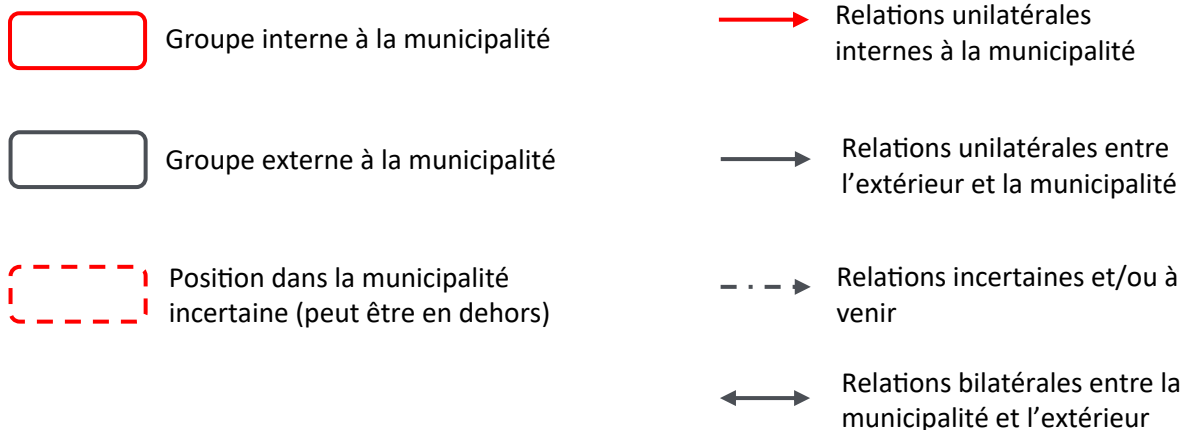 Groupe interne à la municipalité
Groupe externe à la municipalité
Position dans la municipalité
incertaine (peut être en dehors)
Relations unilatérales
internes à la municipalité
Relations unilatérales entre
l’extérieur et la municipalité
Relations incertaines et/ou à
venir
Relations bilatérales entre la
municipalité et l’extérieur